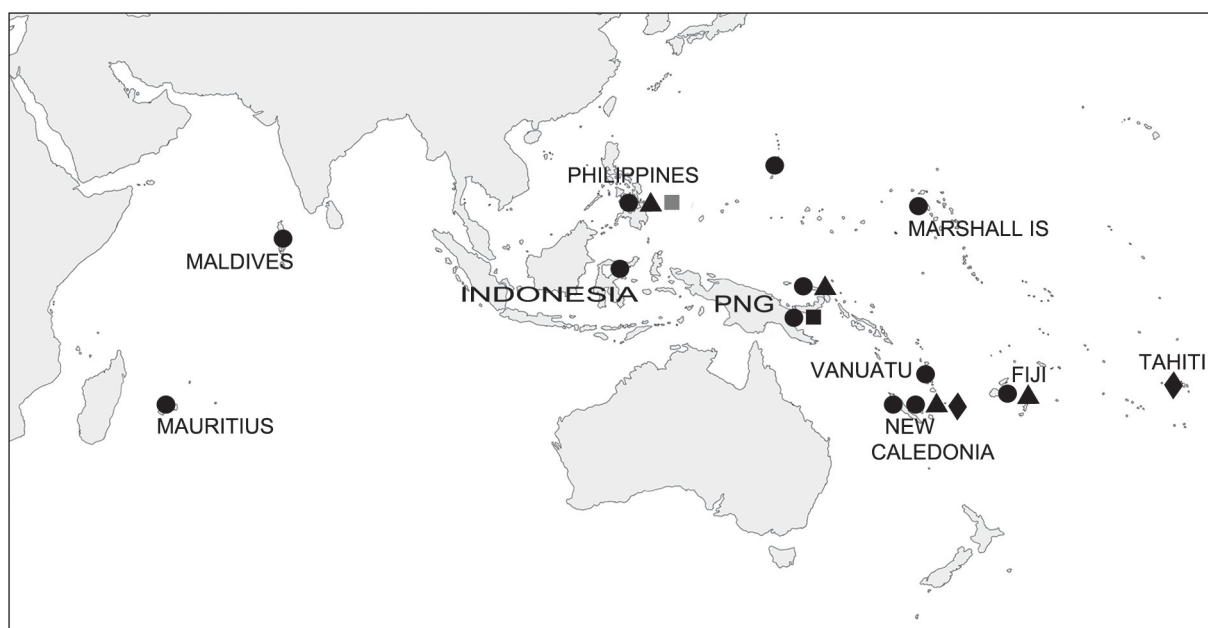 PHILIPPINES
MARSHALL IS
MALDIVES
INDONESIA
PNG
VANUATU
FIJI
TAHITI
MAURITIUS
NEW
CALEDONIA